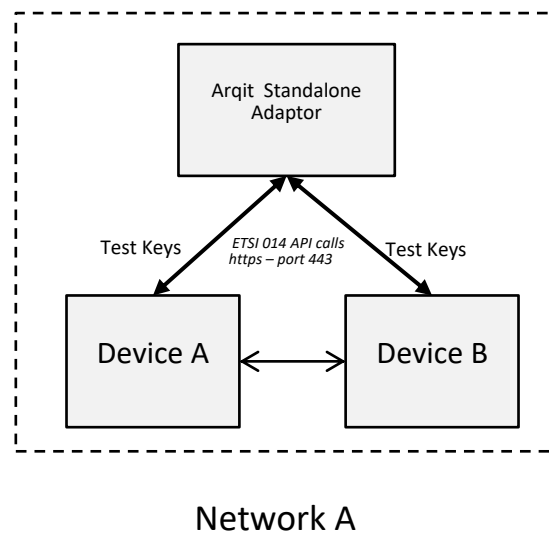 Arqit Standalone
Adaptor
Test Keys
ETSI 014 API calls
https – port 443
Test Keys
Device A
Device B
Network A